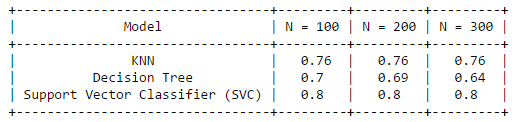 +---------------------------------+---------+---------+---------+
|              Model              | N = 100 | N = 200 | N = 300 |
+---------------------------------+---------+---------+---------+
|               KNN               |   0.76  |   0.76  |   0.76  |
|          Decision Tree          |   0.7   |   0.69  |   0.64  |
| Support Vector Classifier (SVC) |   0.8   |   0.8   |   0.8   |
+---------------------------------+---------+---------+---------+